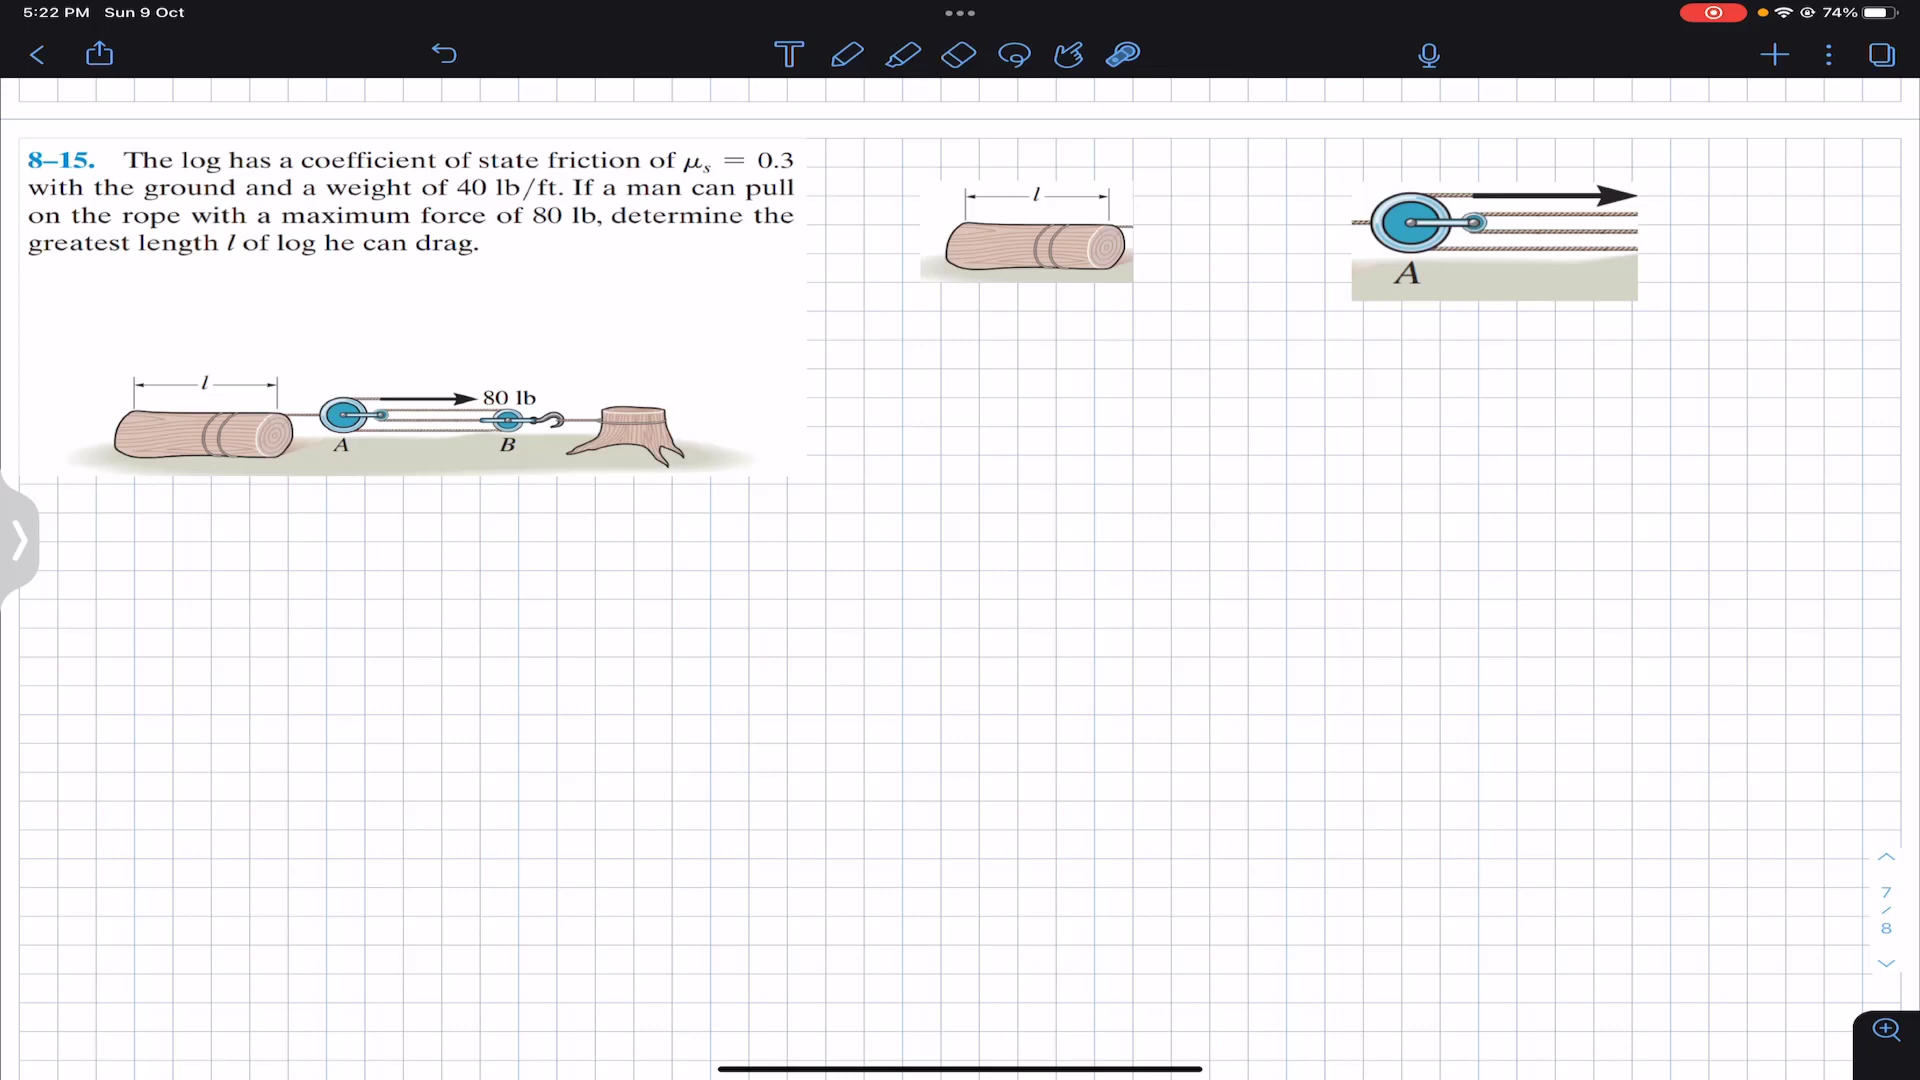 5:22 PM Sun 9 Oct
74%
8–15. The log has a coefficient of state friction of μs = 0.3
with the ground and a weight of 40 lb/ft. If a man can pull
on the rope with a maximum force of 80 lb, determine the
greatest length l of log he can drag.
l
80 lb
A
B
l
A
7
/
8